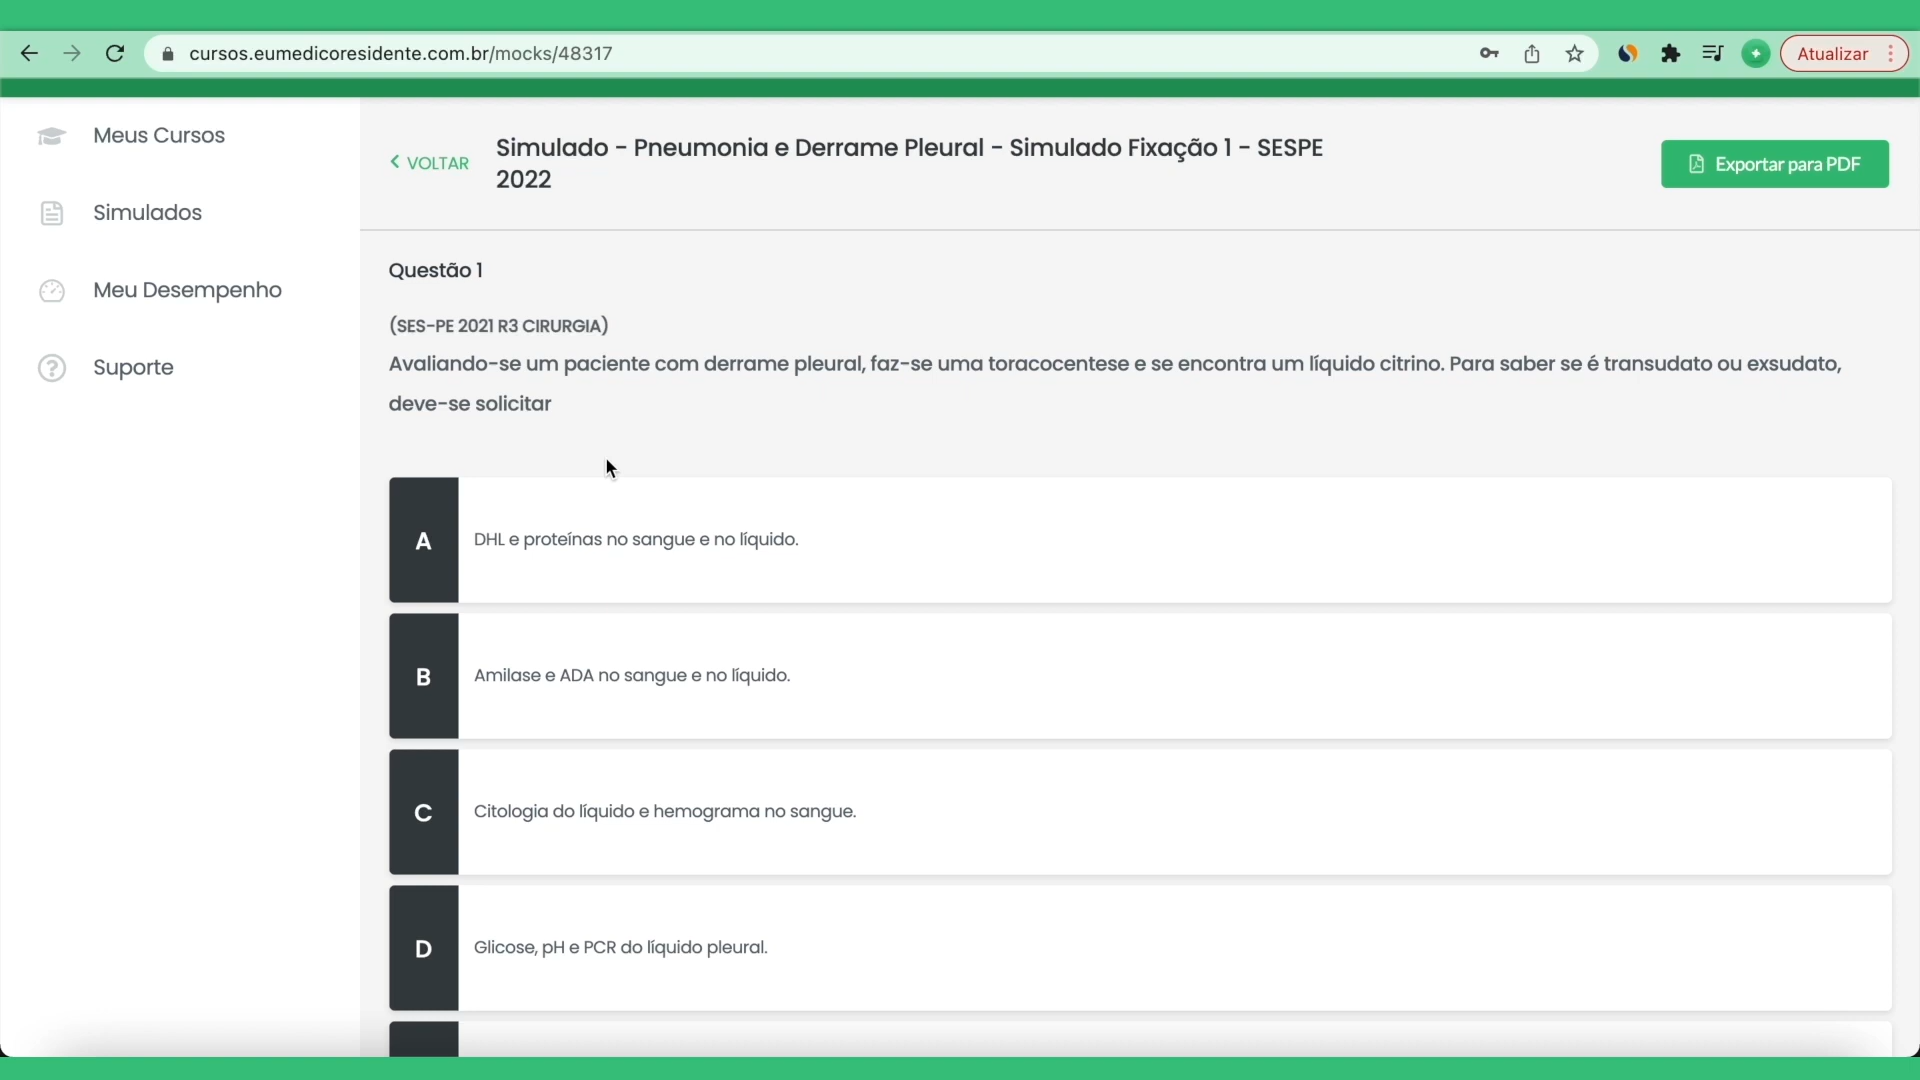 cursos.eumedicoresidente.com.br/mocks/48317
Atualizar
Meus Cursos
Simulados
Meu Desempenho
Suporte
VOLTAR
Simulado - Pneumonia e Derrame Pleural - Simulado Fixação 1 - SESPE
2022
Exportar para PDF
Questão 1
(SES-PE 2021 R3 CIRURGIA)
Avaliando-se um paciente com derrame pleural, faz-se uma toracocentese e se encontra um líquido citrino. Para saber se é transudato ou exsudato,
deve-se solicitar
A
DHL e proteínas no sangue e no líquido.
B
Amilase e ADA no sangue e no líquido.
C
Citologia do líquido e hemograma no sangue.
D
Glicose, pH e PCR do líquido pleural.